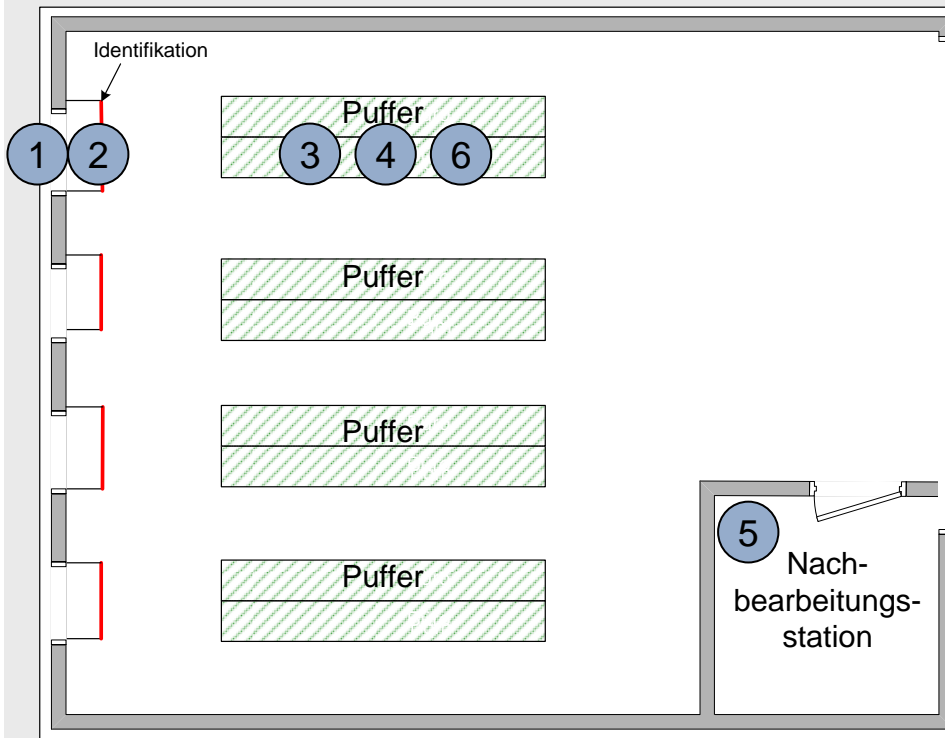 Identifikation
Puffer
1 2 3 4 6
Puffer
Puffer
5
Puffer
Nach-
bearbeitungs-
station